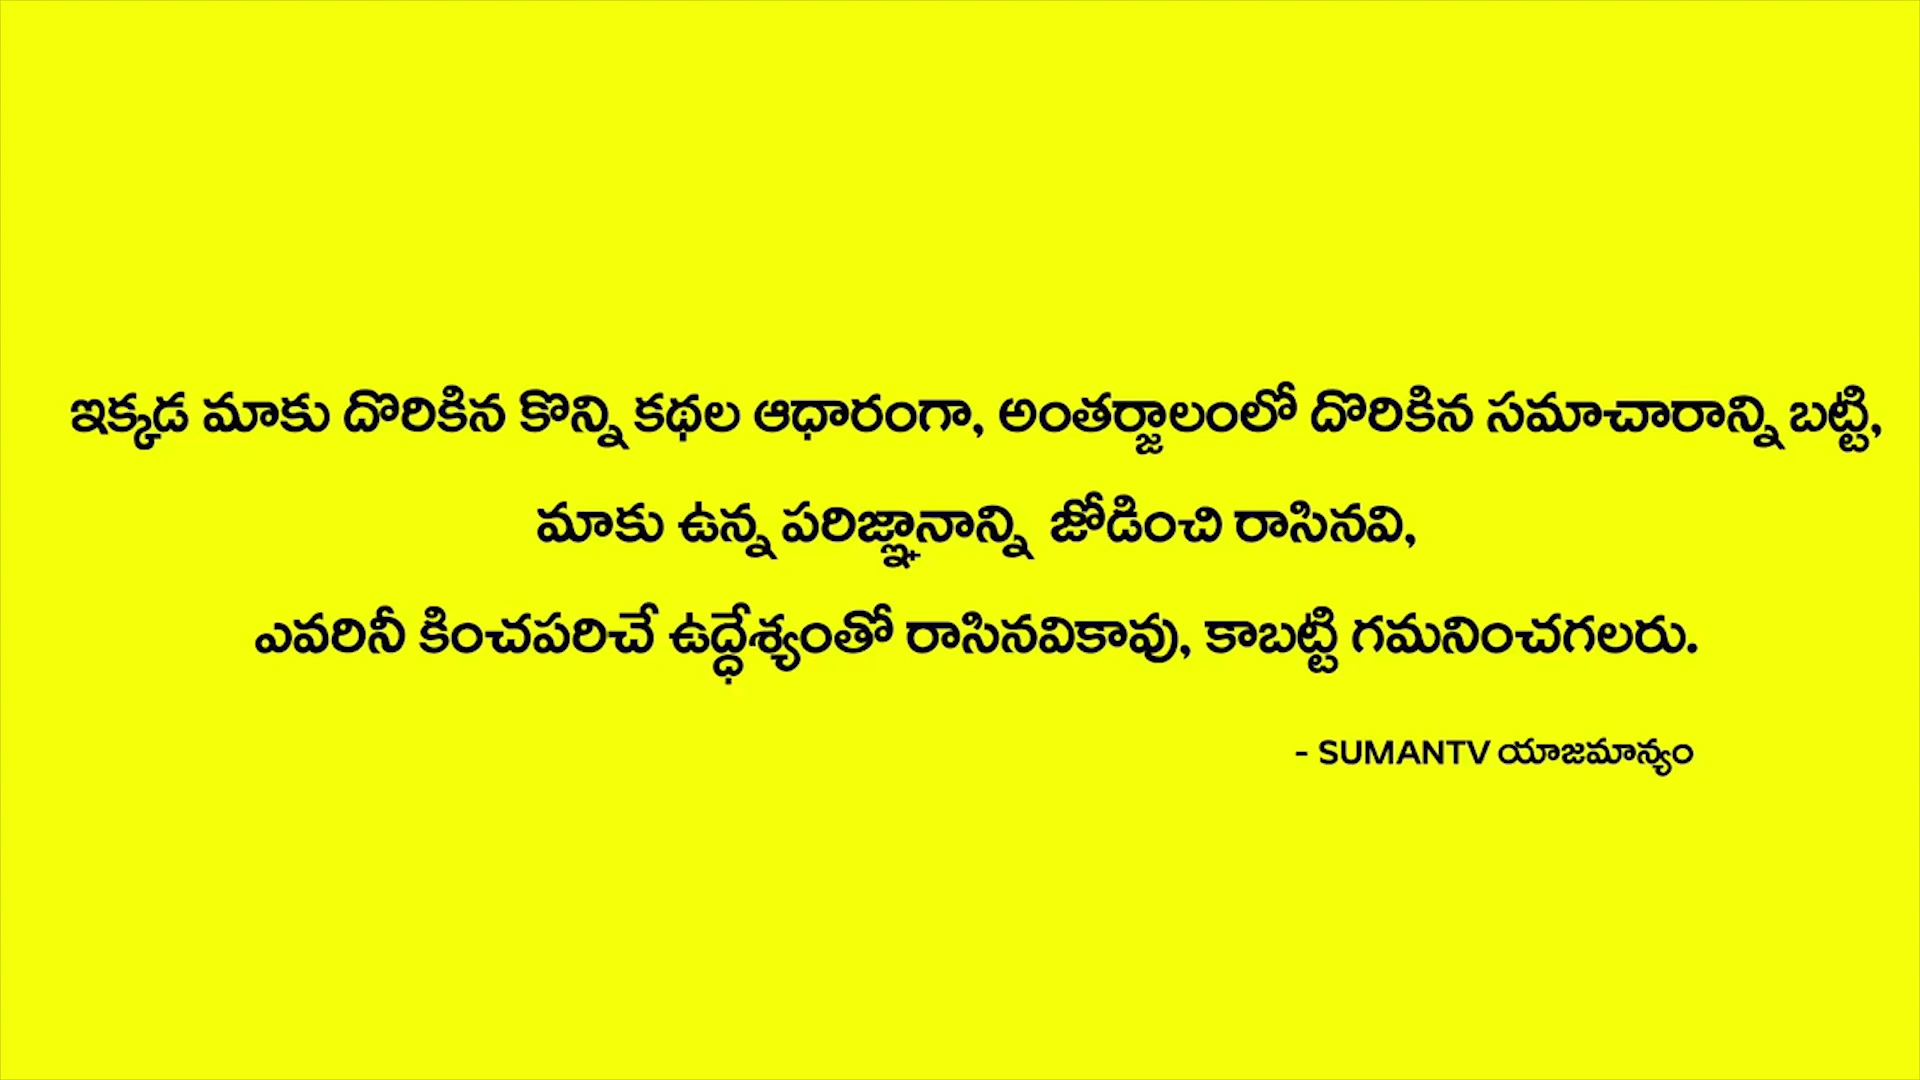 ఇక్కడ మాకు దొరికిన కొన్ని కథల ఆధారంగా, అంతర్జాలంలో దొరికిన సమాచారాన్ని బట్టి,
మాకు ఉన్న పరిజ్ఞానాన్ని జోడించి రాసినవి,
ఎవరినీ కించపరిచే ఉద్ధేశ్యంతో రాసినవికావు, కాబట్టి గమనించగలరు.
- SUMANTV యాజమాన్యం